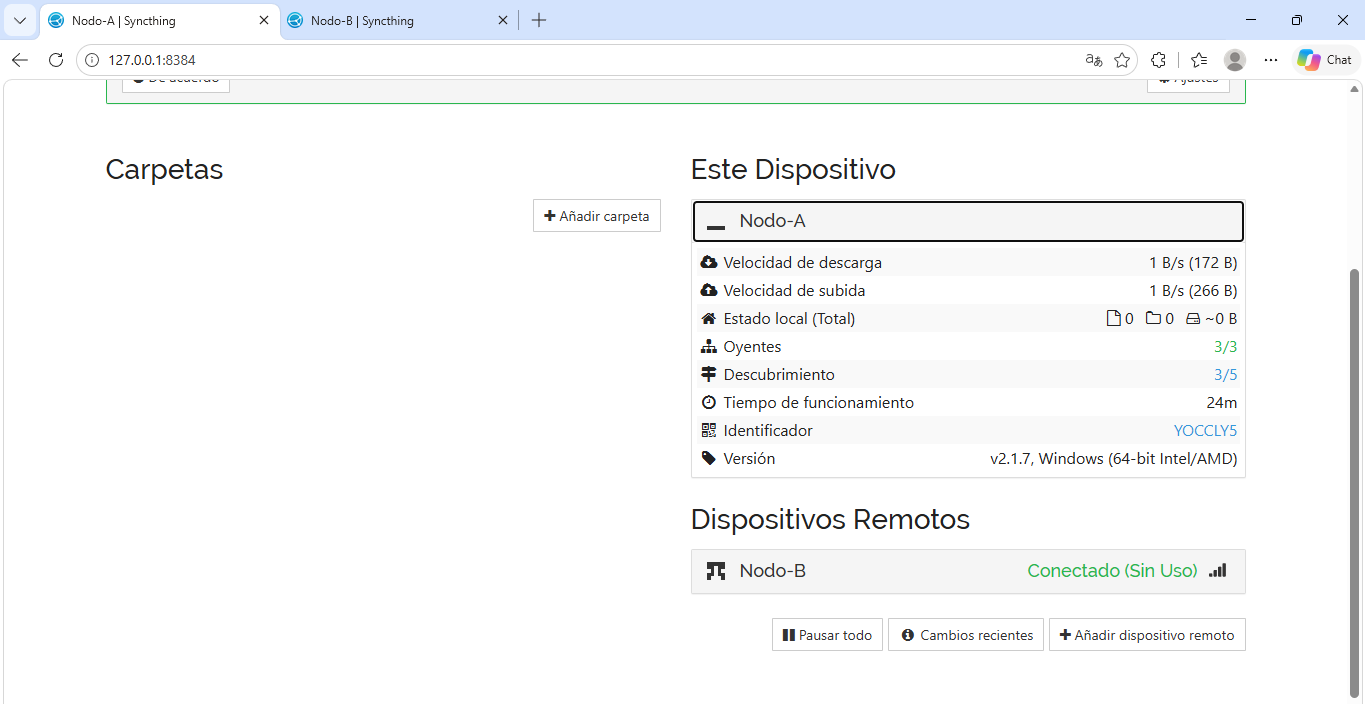 Nodo-A | Syncthing
Nodo-B | Syncthing
127.0.0.1:8384
Chat
De acuerdo
Ajustes
Carpetas
Añadir carpeta
Este Dispositivo
Nodo-A
Velocidad de descarga 1 B/s (172 B)
Velocidad de subida 1 B/s (266 B)
Estado local (Total) 0 0 ~0 B
Oyentes 3/3
Descubrimiento 3/5
Tiempo de funcionamiento 24m
Identificador YOCCLY5
Versión v2.1.7, Windows (64-bit Intel/AMD)
Dispositivos Remotos
Nodo-B Conectado (Sin Uso)
Pausar todo Cambios recientes Añadir dispositivo remoto